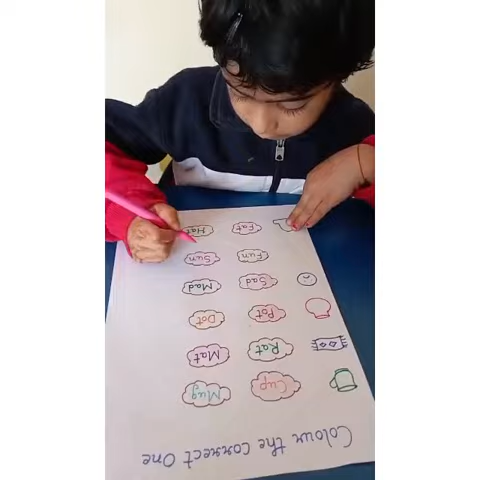 Colour the Correct One
Cup Mug
Rat Mat
Pot Dot
Sad Mad
Fun Sun
Fat Hat